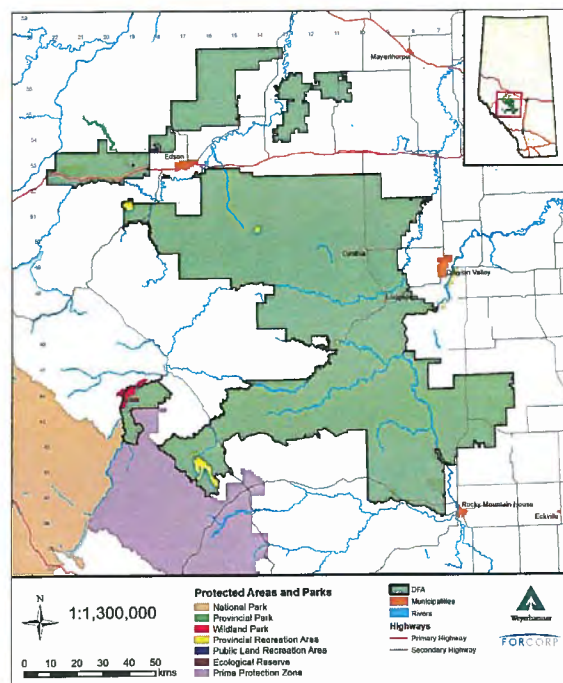 Mayerthorpe
Edson
Cynthia
Drayton Valley
Lodgepole
Rocky Mountain House
Eckville
N
1:1,300,000
0 10 20 30 40 50
kms
Protected Areas and Parks
National Park
Provincial Park
Wildland Park
Provincial Recreation Area
Public Land Recreation Area
Ecological Reserve
Prime Protection Zone
DFA
Municipalities
Rivers
Highways
Primary Highway
Secondary Highway
Weyerhaeuser
FORCORP